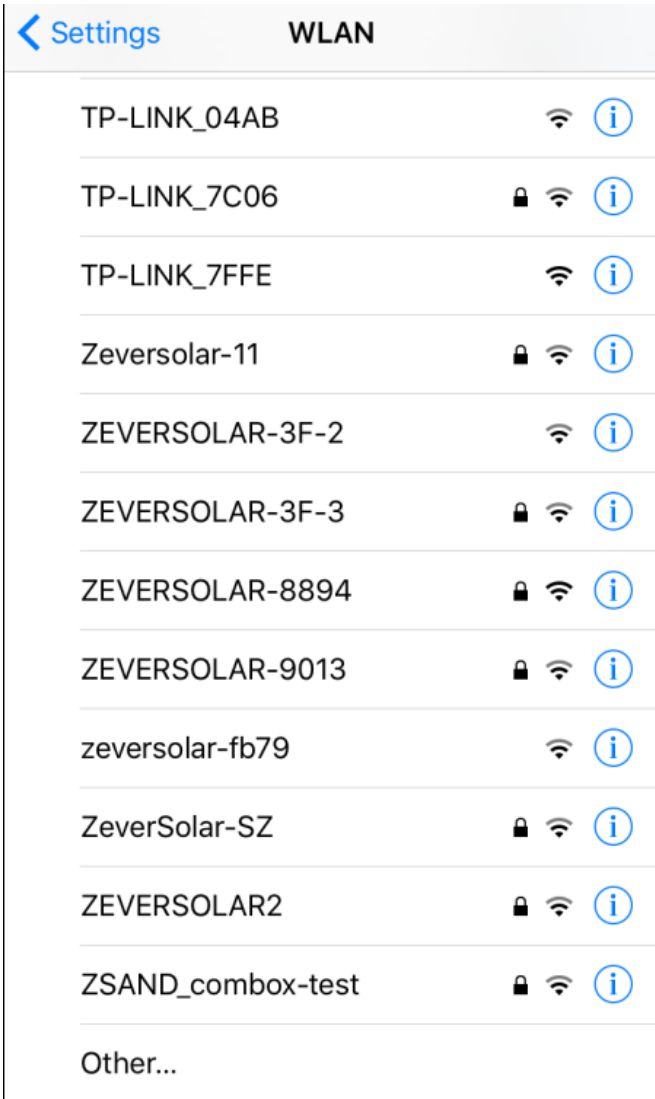 Settings WLAN
TP-LINK_04AB
TP-LINK_7C06
TP-LINK_7FFE
Zeversolar-11
ZEVERSOLAR-3F-2
ZEVERSOLAR-3F-3
ZEVERSOLAR-8894
ZEVERSOLAR-9013
zeversolar-fb79
ZeverSolar-SZ
ZEVERSOLAR2
ZSAND_combox-test
Other...